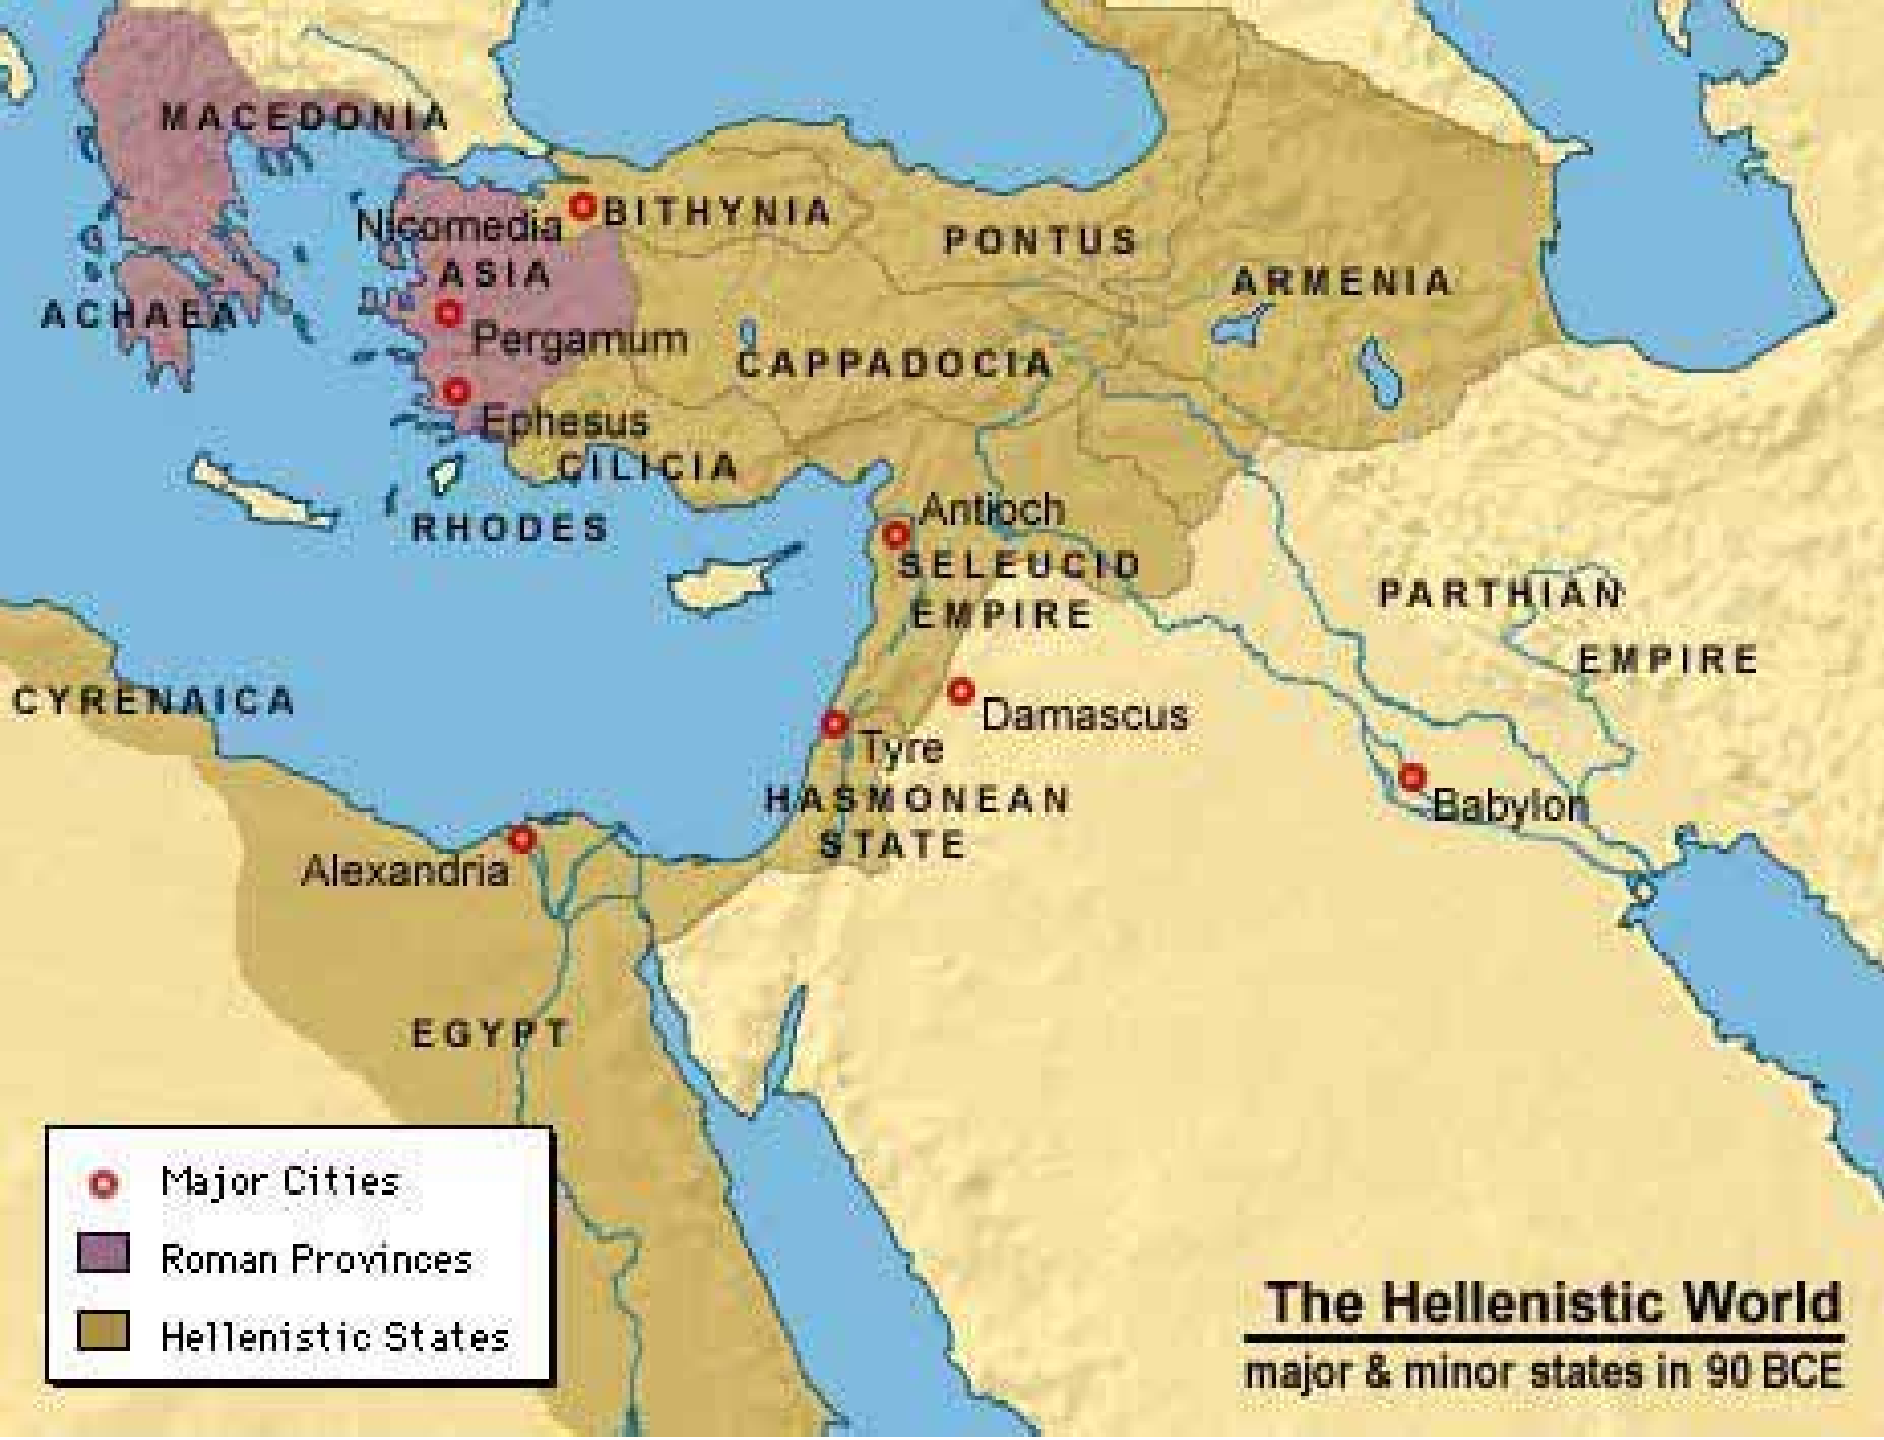 MACEDONIA
Nicomedia
BITHYNIA
PONTUS
ASIA
ARMENIA
ACHAEA
Pergamum
CAPPADOCIA
Ephesus
CILICIA
Antioch
RHODES
SELEUCID
EMPIRE
PARTHIAN
EMPIRE
CYRENAICA
Damascus
Tyre
HASMONEAN
STATE
Babylon
Alexandria
EGYPT
Major Cities
Roman Provinces
Hellenistic States
The Hellenistic World
major & minor states in 90 BCE